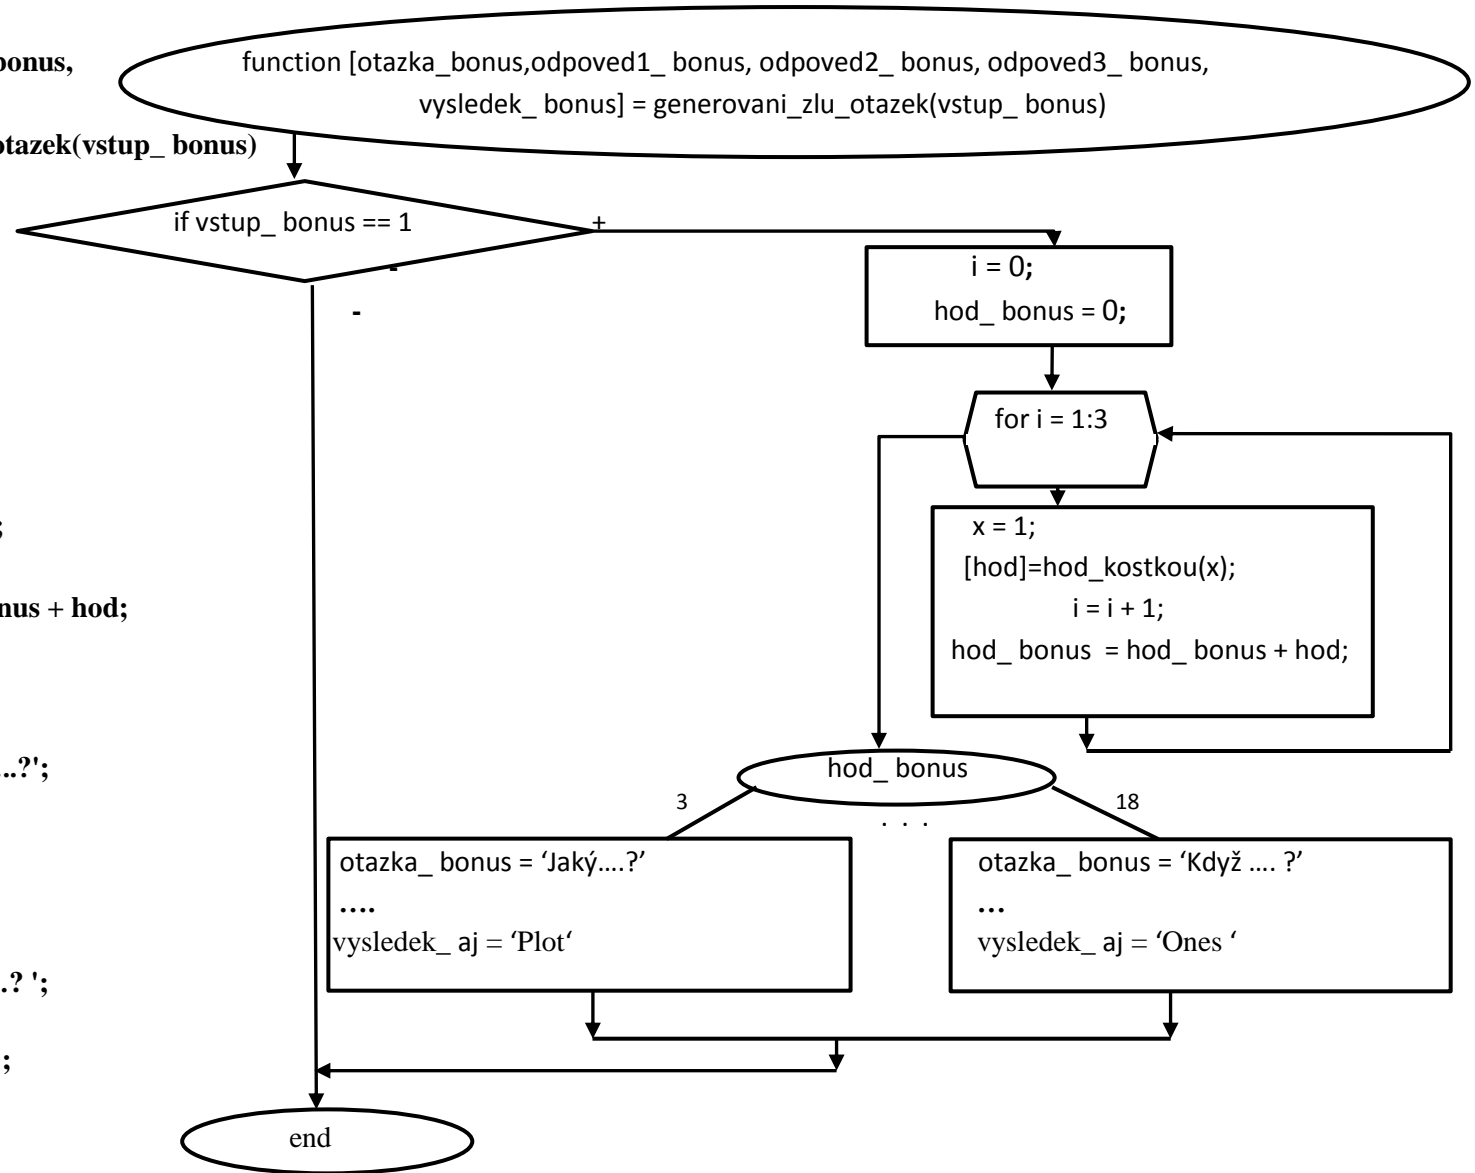 bonus,
otazek(vstup_ bonus)
;
nus + hod;
...?';
.? ';
;
function [otazka_bonus,odpoved1_ bonus, odpoved2_ bonus, odpoved3_ bonus,
vysledek_ bonus] = generovani_zlu_otazek(vstup_ bonus)
if vstup_ bonus == 1
+
-
-
i = 0;
hod_ bonus = 0;
for i = 1:3
x = 1;
[hod]=hod_kostkou(x);
i = i + 1;
hod_ bonus = hod_ bonus + hod;
hod_ bonus
3
. . .
18
otazka_ bonus = ‘Jaký....?’
....
vysledek_ aj = ‘Plot‘
otazka_ bonus = ‘Když .... ?’
...
vysledek_ aj = ‘Ones ‘
end